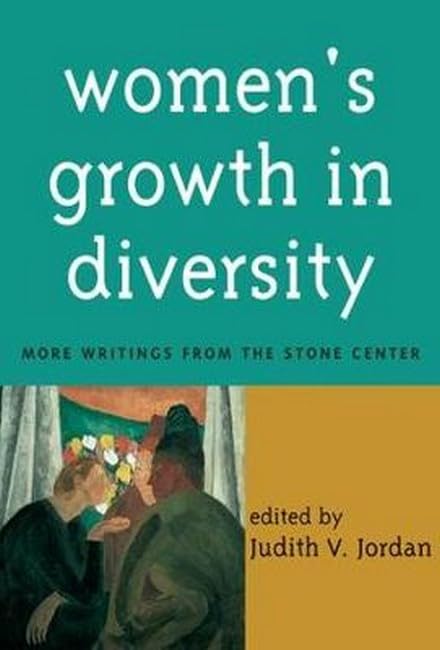 women's
growth in
diversity
MORE WRITINGS FROM THE STONE CENTER
edited by
Judith V. Jordan